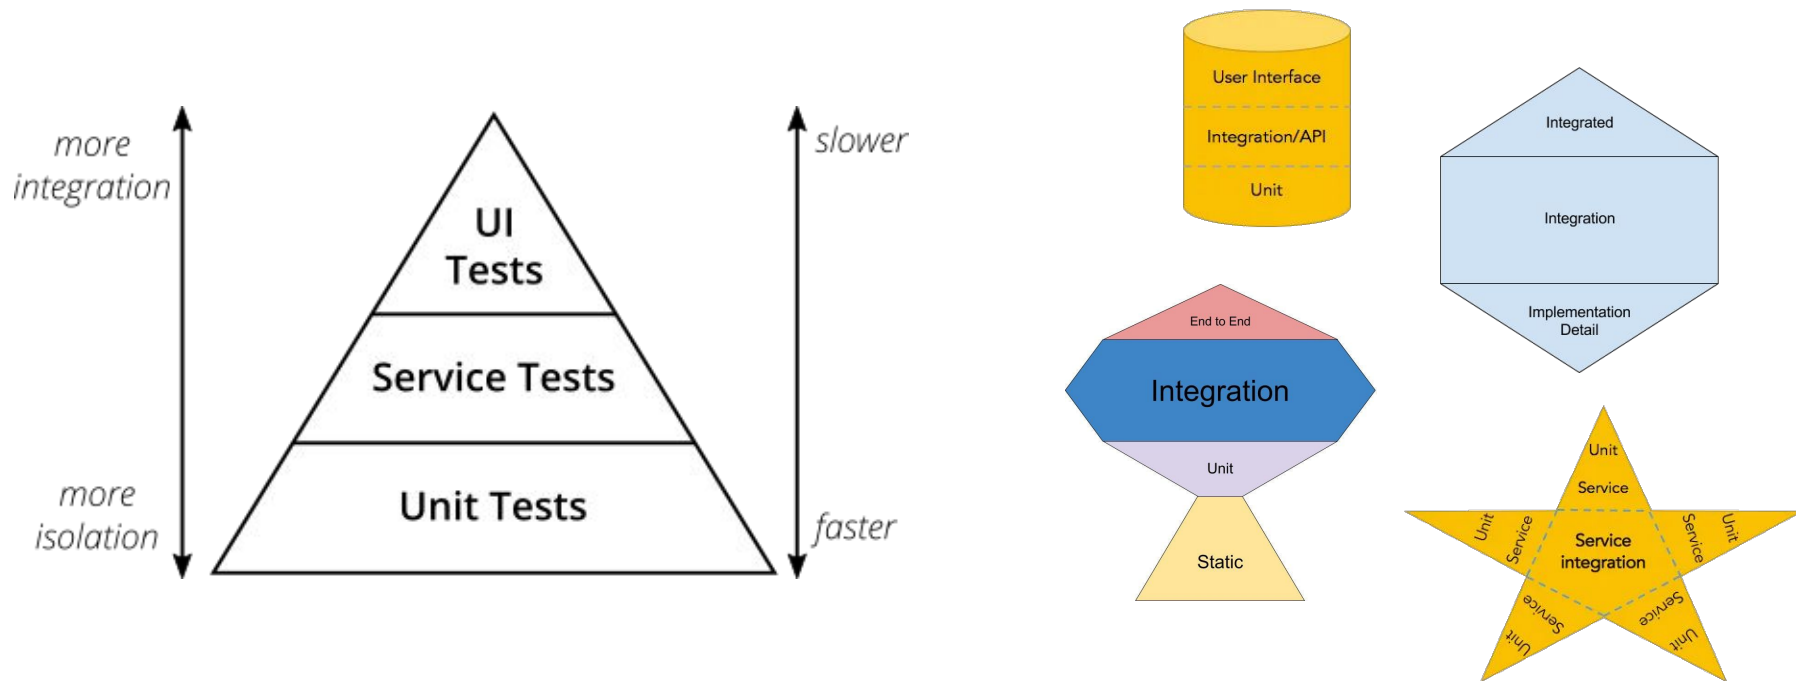 more
integration
more
isolation
UI
Tests
Service Tests
Unit Tests
slower
faster
User Interface
Integration/API
Unit
Integrated
Integration
Implementation
Detail
End to End
Integration
Unit
Static
Unit
Service
Unit
Service
Service
integration
Service
Unit
Service
Unit
Service
Unit